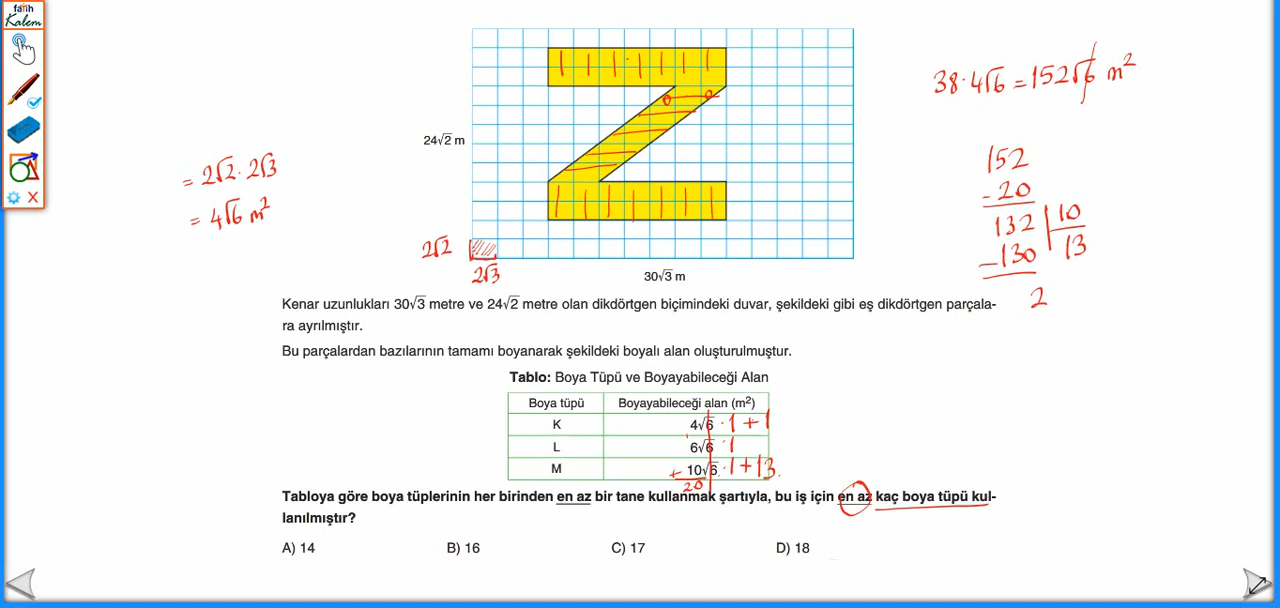 fatih
Kalem
38·4√6 = 152√6 m²
24√2 m
= 2√2 · 2√3
= 4√6 m²
152
-20
132 | 10
-130 13
2
2√2
2√3
30√3 m
Kenar uzunlukları 30√3 metre ve 24√2 metre olan dikdörtgen biçimindeki duvar, şekildeki gibi eş dikdörtgen parçala-
ra ayrılmıştır.
Bu parçalardan bazılarının tamamı boyanarak şekildeki boyalı alan oluşturulmuştur.
Tablo: Boya Tüpü ve Boyayabileceği Alan
Boya tüpü Boyayabileceği alan (m²)
K 4√6 · 1 + 1
L 6√6 · 1
M + 10√6 · 1 + 13
20
Tabloya göre boya tüplerinin her birinden en az bir tane kullanmak şartıyla, bu iş için en az kaç boya tüpü kul-
lanılmıştır?
A) 14 B) 16 C) 17 D) 18